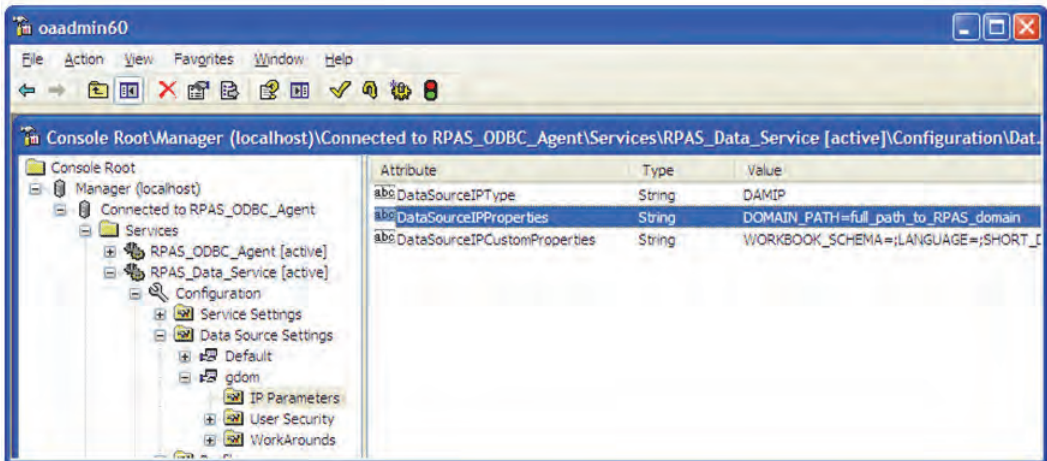 oaadmin60
File Action View Favorites Window Help
Console Root\Manager (localhost)\Connected to RPAS_ODBC_Agent\Services\RPAS_Data_Service [active]\Configuration\Dat.
Console Root
Manager (localhost)
Connected to RPAS_ODBC_Agent
Services
RPAS_ODBC_Agent [active]
RPAS_Data_Service [active]
Configuration
Service Settings
Data Source Settings
Default
gdom
IP Parameters
User Security
WorkArounds
Attribute Type Value
abc DataSourceIPType String DAMIP
abc DataSourceIPProperties String DOMAIN_PATH=full_path_to_RPAS_domain
abc DataSourceIPCustomProperties String WORKBOOK_SCHEMA=;LANGUAGE=;SHORT_